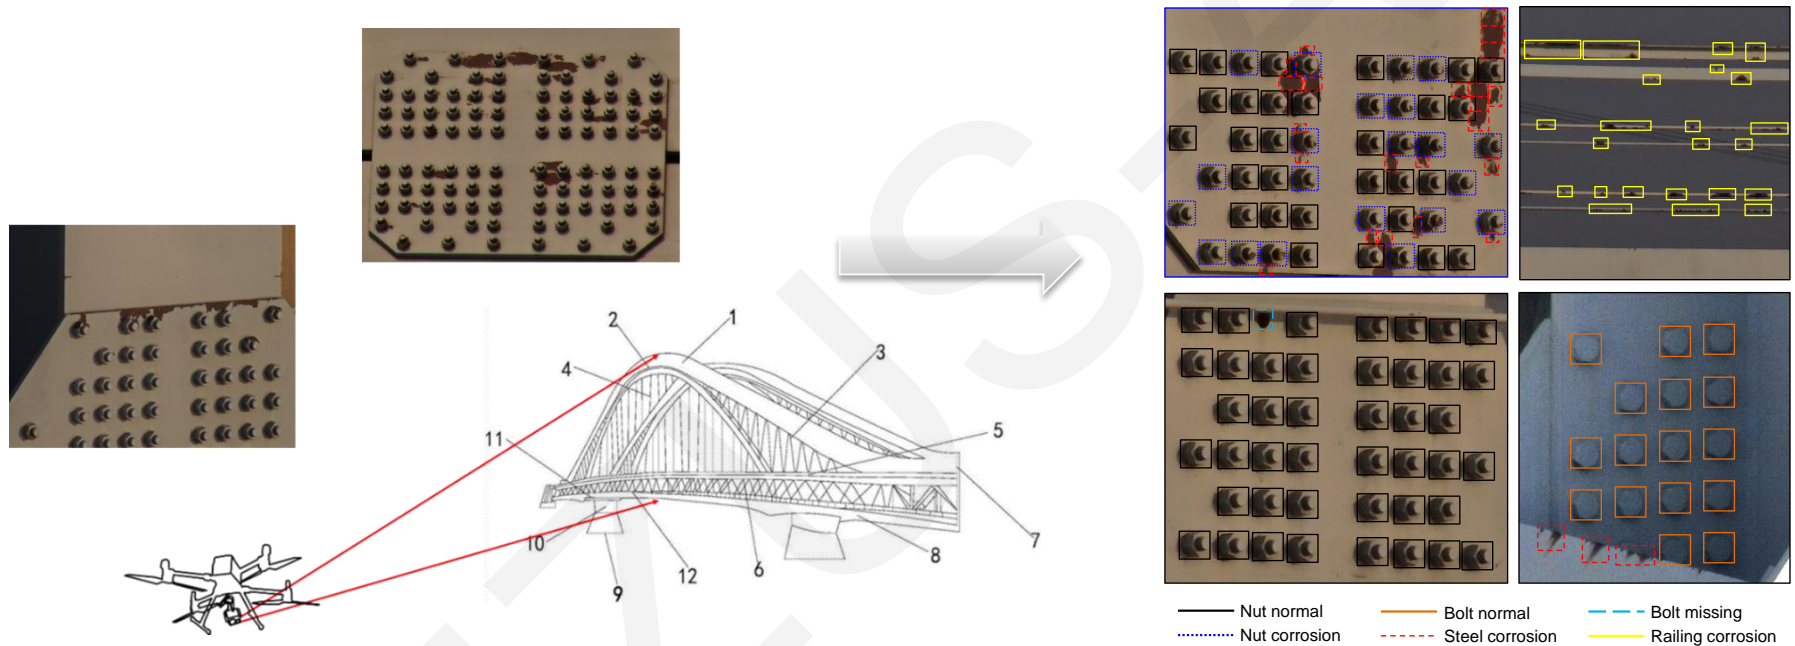 1
2
3
4
5
11
10
12
6
8
7
9
Nut normal
Bolt normal
Bolt missing
Nut corrosion
Steel corrosion
Railing corrosion